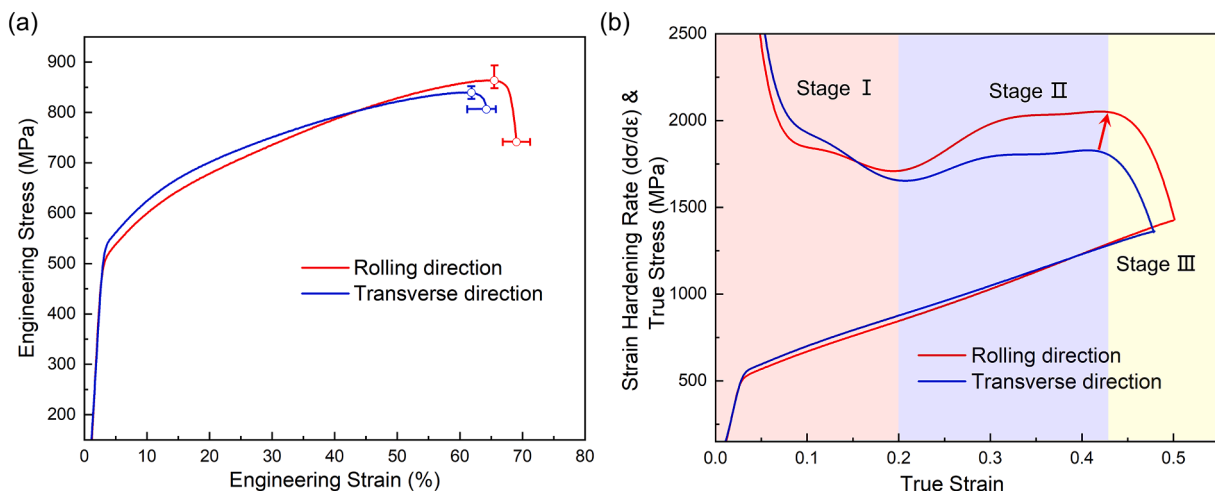 (a)
Engineering Stress (MPa)
900
800
700
600
500
400
300
200
Rolling direction
Transverse direction
0 10 20 30 40 50 60 70 80
Engineering Strain (%)
(b)
Strain Hardening Rate (dσ/dε) &
True Stress (MPa)
2500
2000
1500
1000
500
Stage Ⅰ
Stage Ⅱ
Stage Ⅲ
Rolling direction
Transverse direction
0.0 0.1 0.2 0.3 0.4 0.5
True Strain